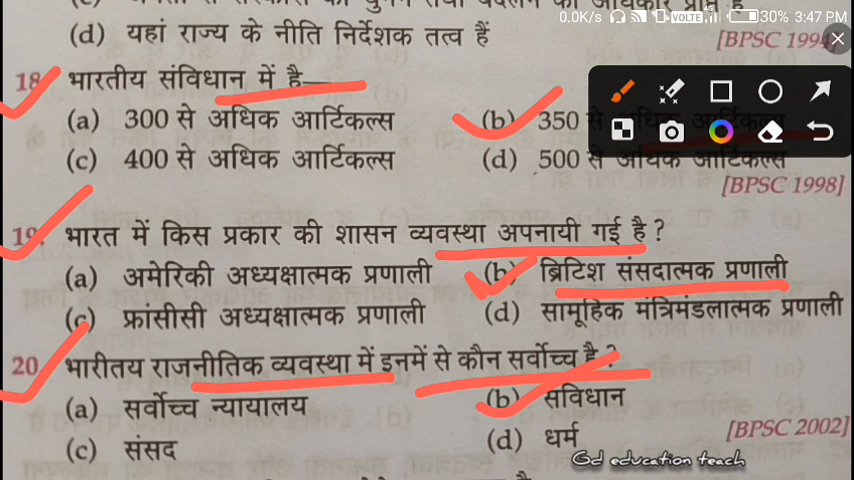 0.0K/s 4G VOLTE 30% 3:47 PM
(d) यहां राज्य के नीति निर्देशक तत्व हैं
[BPSC 1994]
18. भारतीय संविधान में है—
(a) 300 से अधिक आर्टिकल्स (b) 350 से अधिक आर्टिकल्स
(c) 400 से अधिक आर्टिकल्स (d) 500 से अधिक आर्टिकल्स
[BPSC 1998]
19. भारत में किस प्रकार की शासन व्यवस्था अपनायी गई है?
(a) अमेरिकी अध्यक्षात्मक प्रणाली (b) ब्रिटिश संसदात्मक प्रणाली
(c) फ्रांसीसी अध्यक्षात्मक प्रणाली (d) सामूहिक मंत्रिमंडलात्मक प्रणाली
20. भारीतय राजनीतिक व्यवस्था में इनमें से कौन सर्वोच्च है?
(a) सर्वोच्च न्यायालय (b) सविधान
(c) संसद (d) धर्म [BPSC 2002]
Gd education teach